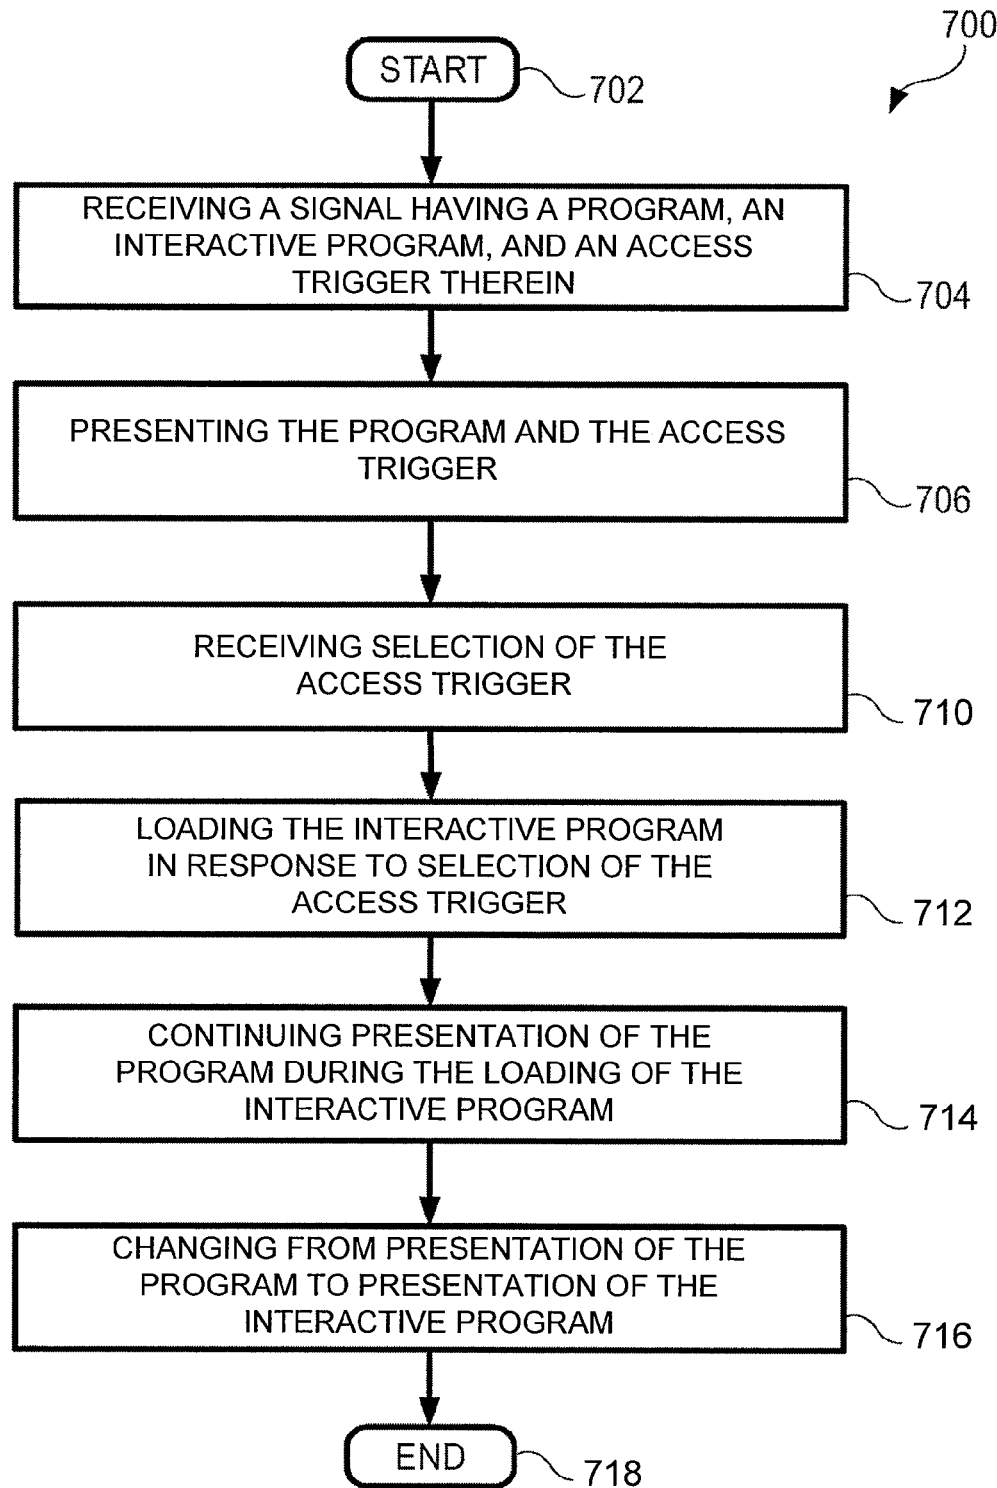 700
START
702
RECEIVING A SIGNAL HAVING A PROGRAM, AN
INTERACTIVE PROGRAM, AND AN ACCESS
TRIGGER THEREIN
704
PRESENTING THE PROGRAM AND THE ACCESS
TRIGGER
706
RECEIVING SELECTION OF THE
ACCESS TRIGGER
710
LOADING THE INTERACTIVE PROGRAM
IN RESPONSE TO SELECTION OF THE
ACCESS TRIGGER
712
CONTINUING PRESENTATION OF THE
PROGRAM DURING THE LOADING OF THE
INTERACTIVE PROGRAM
714
CHANGING FROM PRESENTATION OF THE
PROGRAM TO PRESENTATION OF THE
INTERACTIVE PROGRAM
716
END
718